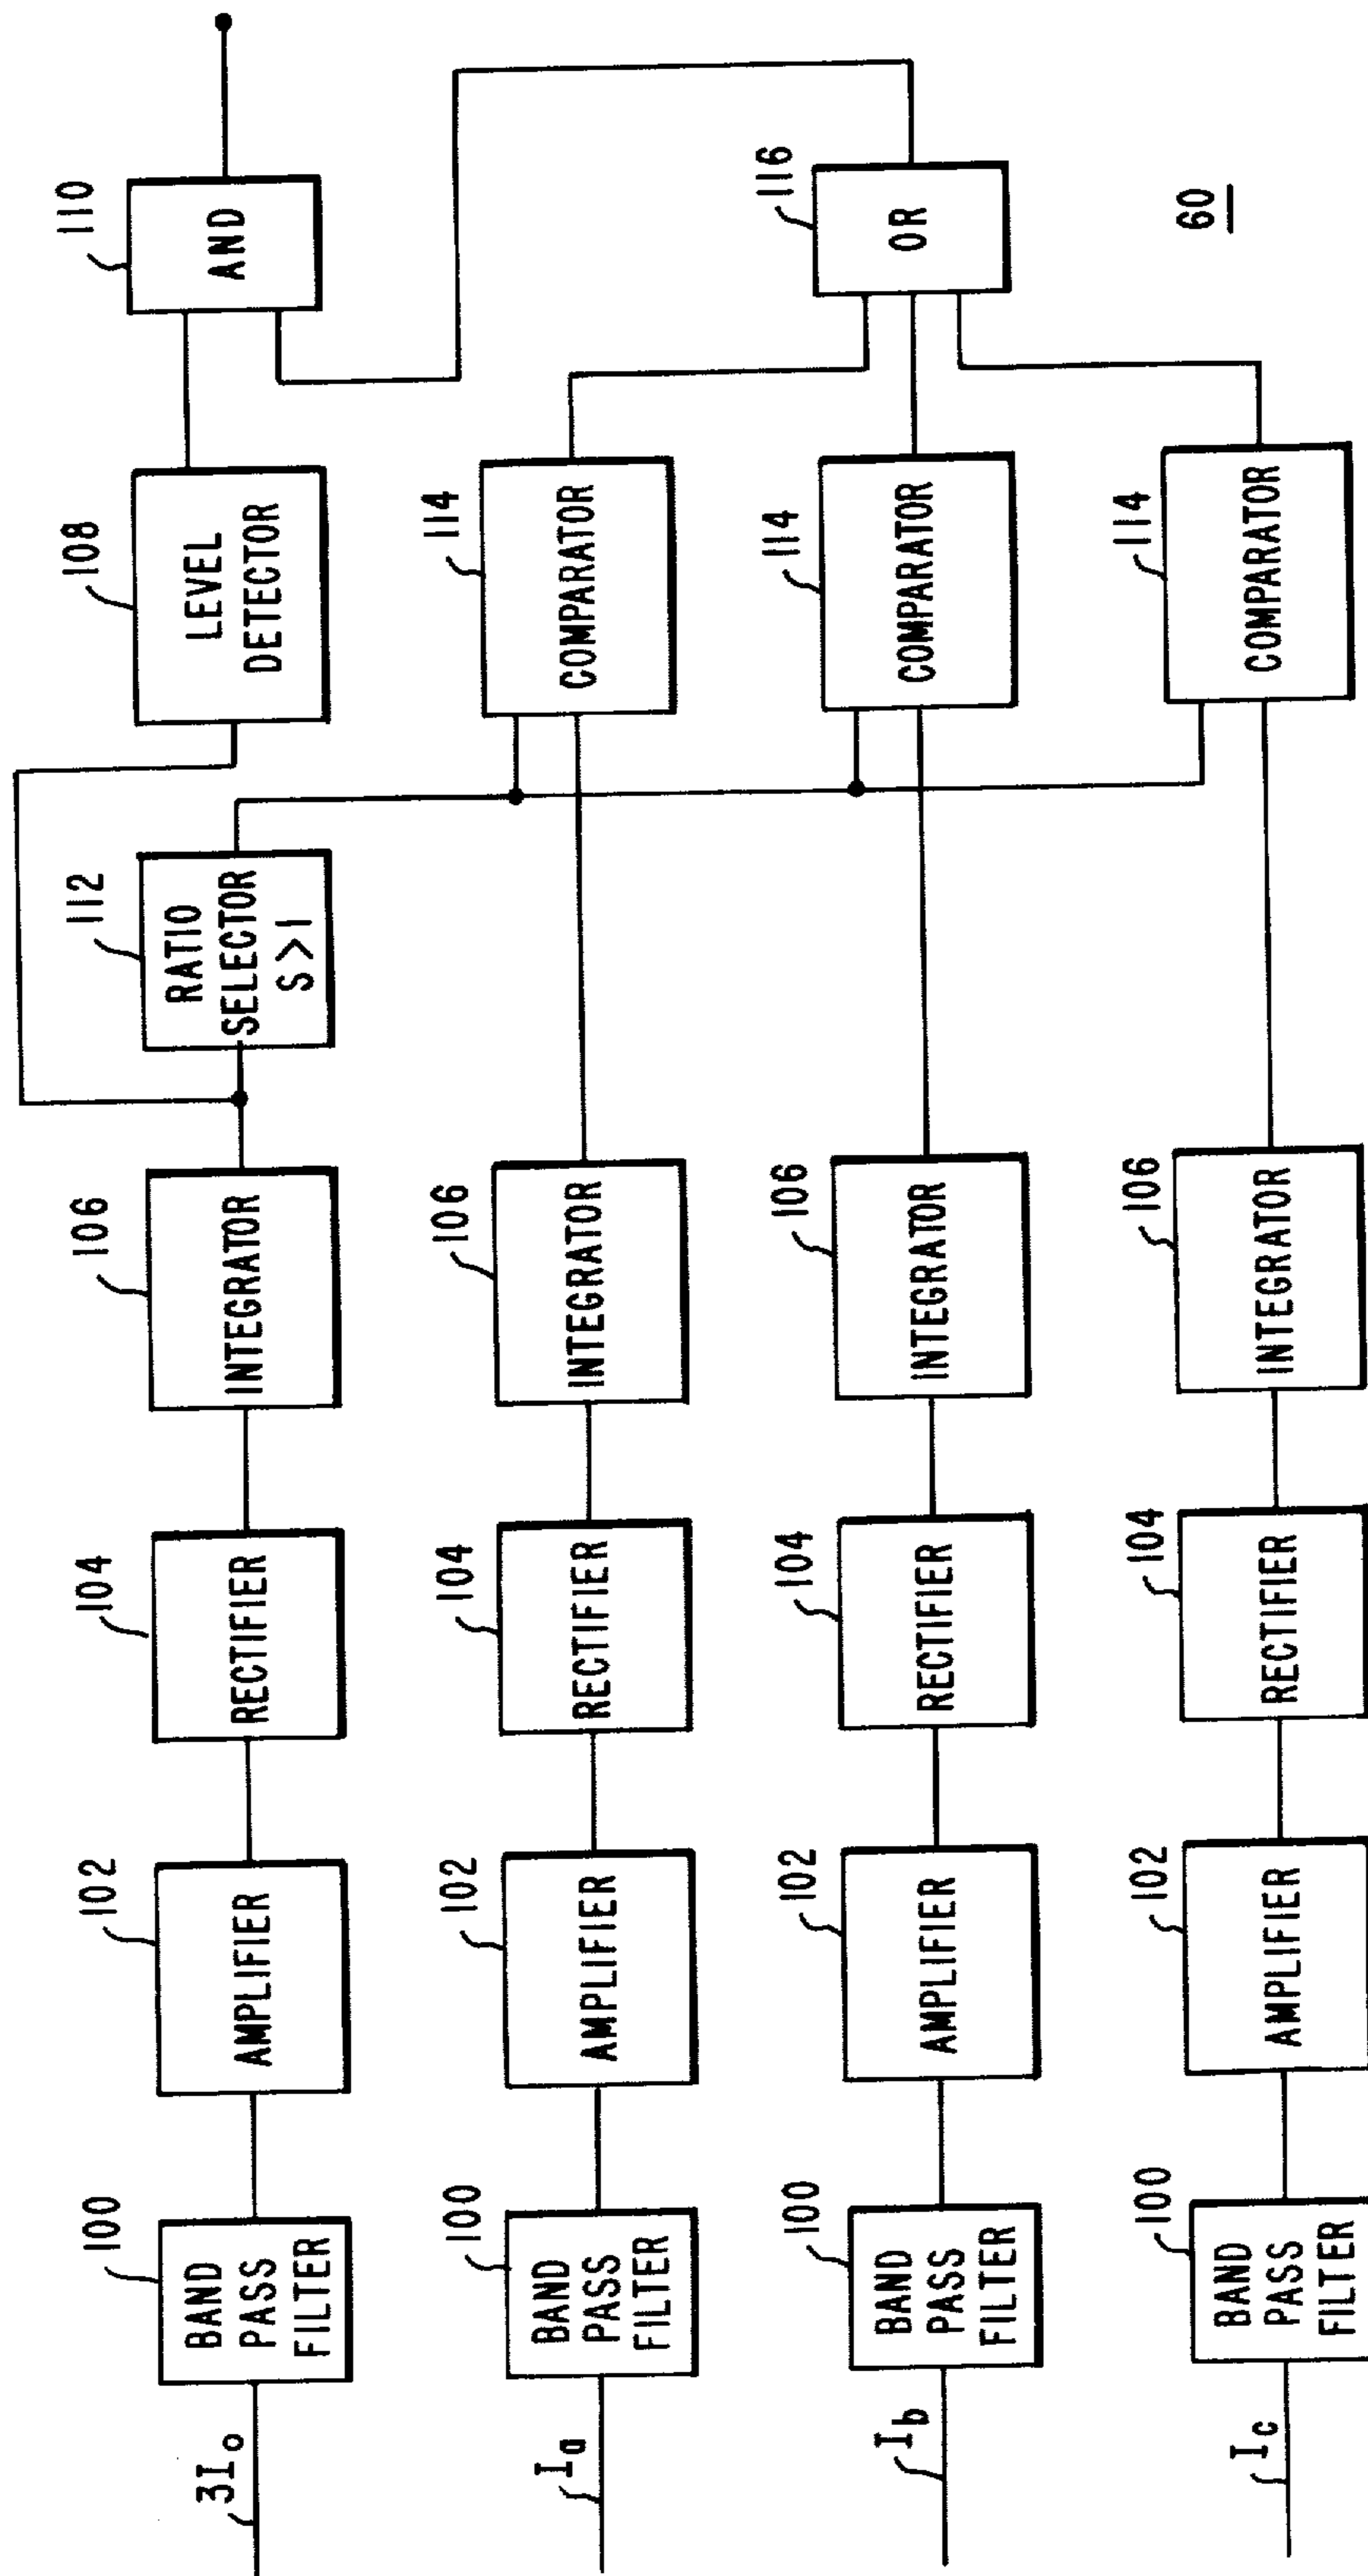 3I₀
100
BAND
PASS
FILTER
102
AMPLIFIER
104
RECTIFIER
106
INTEGRATOR
112
RATIO
SELECTOR
S > 1
108
LEVEL
DETECTOR
110
AND
Iₐ
100
BAND
PASS
FILTER
102
AMPLIFIER
104
RECTIFIER
106
INTEGRATOR
114
COMPARATOR
I_b
100
BAND
PASS
FILTER
102
AMPLIFIER
104
RECTIFIER
106
INTEGRATOR
114
COMPARATOR
116
OR
I_c
100
BAND
PASS
FILTER
102
AMPLIFIER
104
RECTIFIER
106
INTEGRATOR
114
COMPARATOR
60